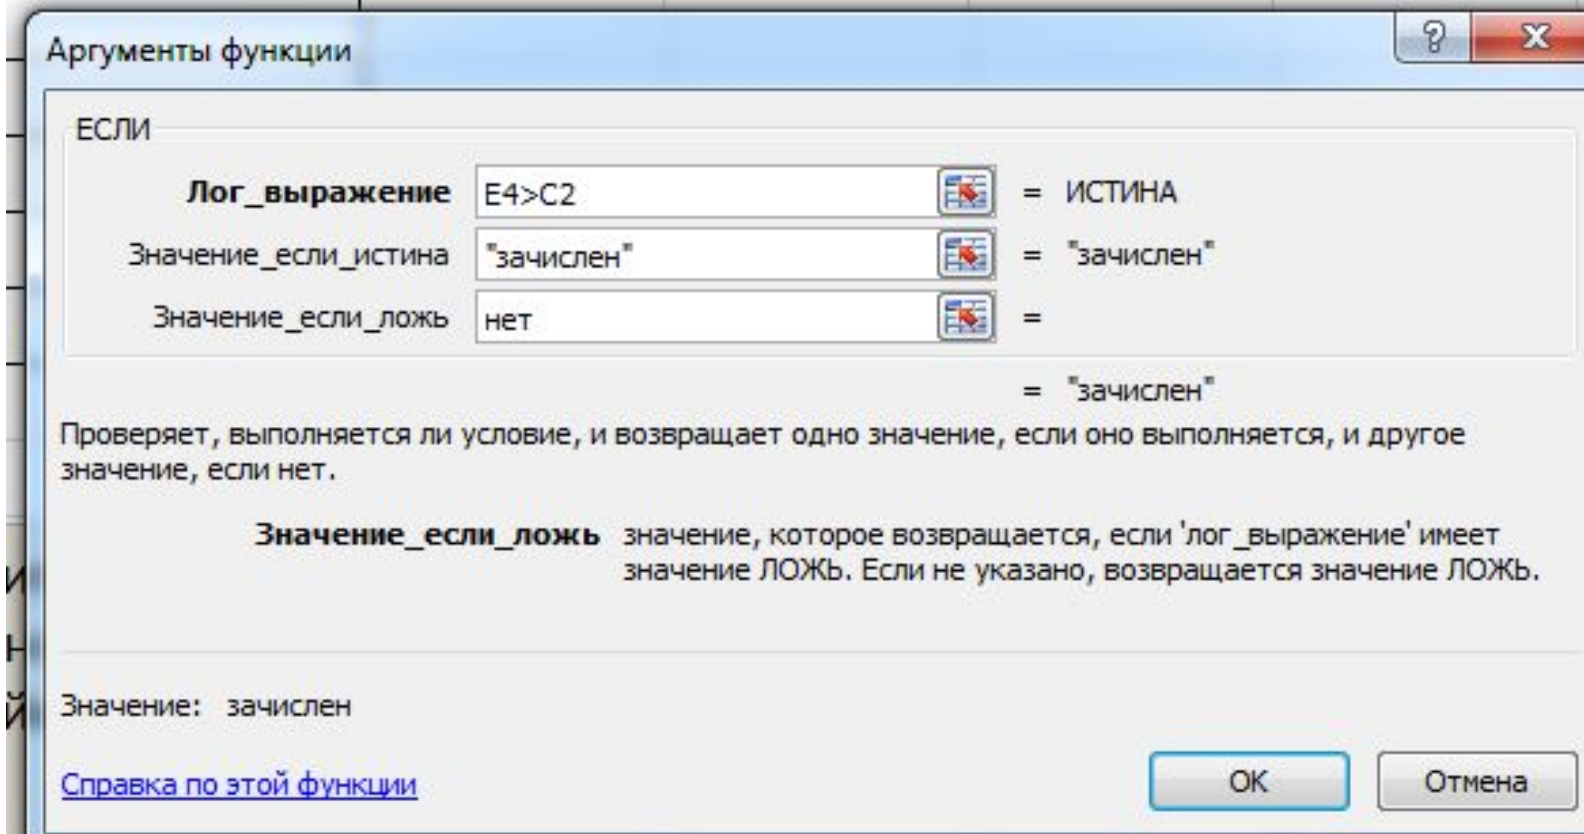 Аргументы функции
?
X
ЕСЛИ
Лог_выражение E4>C2 = ИСТИНА
Значение_если_истина "зачислен" = "зачислен"
Значение_если_ложь нет =
= "зачислен"
Проверяет, выполняется ли условие, и возвращает одно значение, если оно выполняется, и другое
значение, если нет.
Значение_если_ложь значение, которое возвращается, если 'лог_выражение' имеет
значение ЛОЖЬ. Если не указано, возвращается значение ЛОЖЬ.
Значение: зачислен
Справка по этой функции ОК Отмена